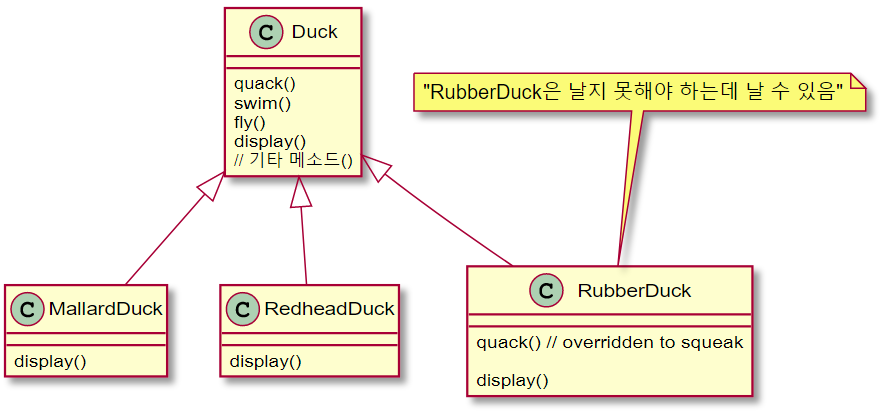 C Duck
quack()
swim()
fly()
display()
// 기타 메소드()
"RubberDuck은 날지 못해야 하는데 날 수 있음"
C MallardDuck
display()
C RedheadDuck
display()
C RubberDuck
quack() // overridden to squeak
display()